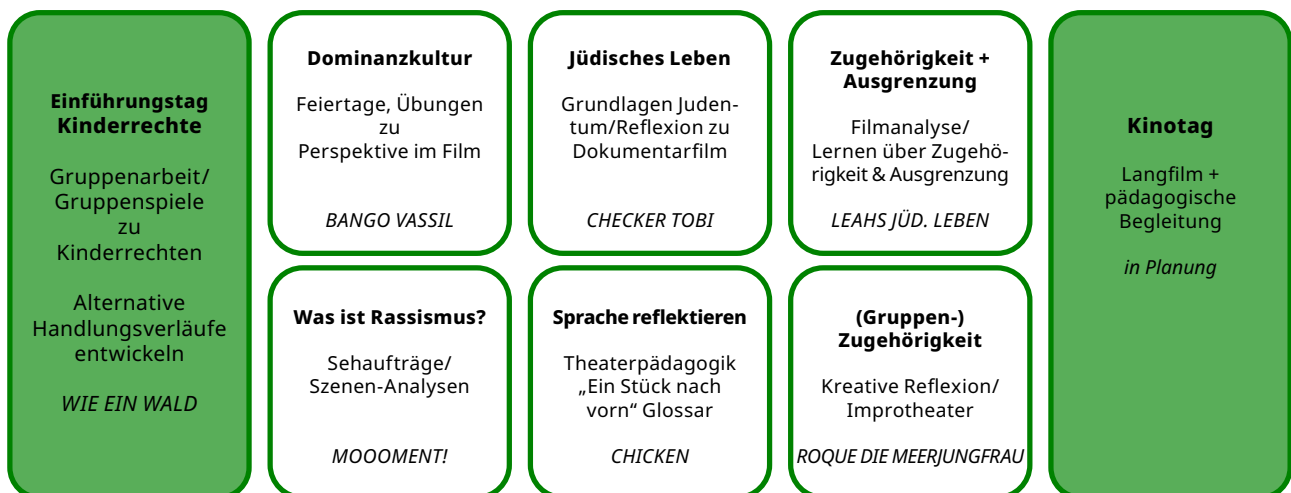 Einführungstag
Kinderrechte
Gruppenarbeit/
Gruppenspiele
zu
Kinderrechten
Alternative
Handlungsverläufe
entwickeln
WIE EIN WALD
Dominanzkultur
Feiertage, Übungen
zu
Perspektive im Film
BANGO VASSIL
Jüdisches Leben
Grundlagen Juden-
tum/Reflexion zu
Dokumentarfilm
CHECKER TOBI
Zugehörigkeit +
Ausgrenzung
Filmanalyse/
Lernen über Zugehö-
rigkeit & Ausgrenzung
LEAHS JÜD. LEBEN
Was ist Rassismus?
Sehaufträge/
Szenen-Analysen
MOOOMENT!
Sprache reflektieren
Theaterpädagogik
„Ein Stück nach
vorn“ Glossar
CHICKEN
(Gruppen-)
Zugehörigkeit
Kreative Reflexion/
Improtheater
ROQUE DIE MEERJUNGFRAU
Kinotag
Langfilm +
pädagogische
Begleitung
in Planung